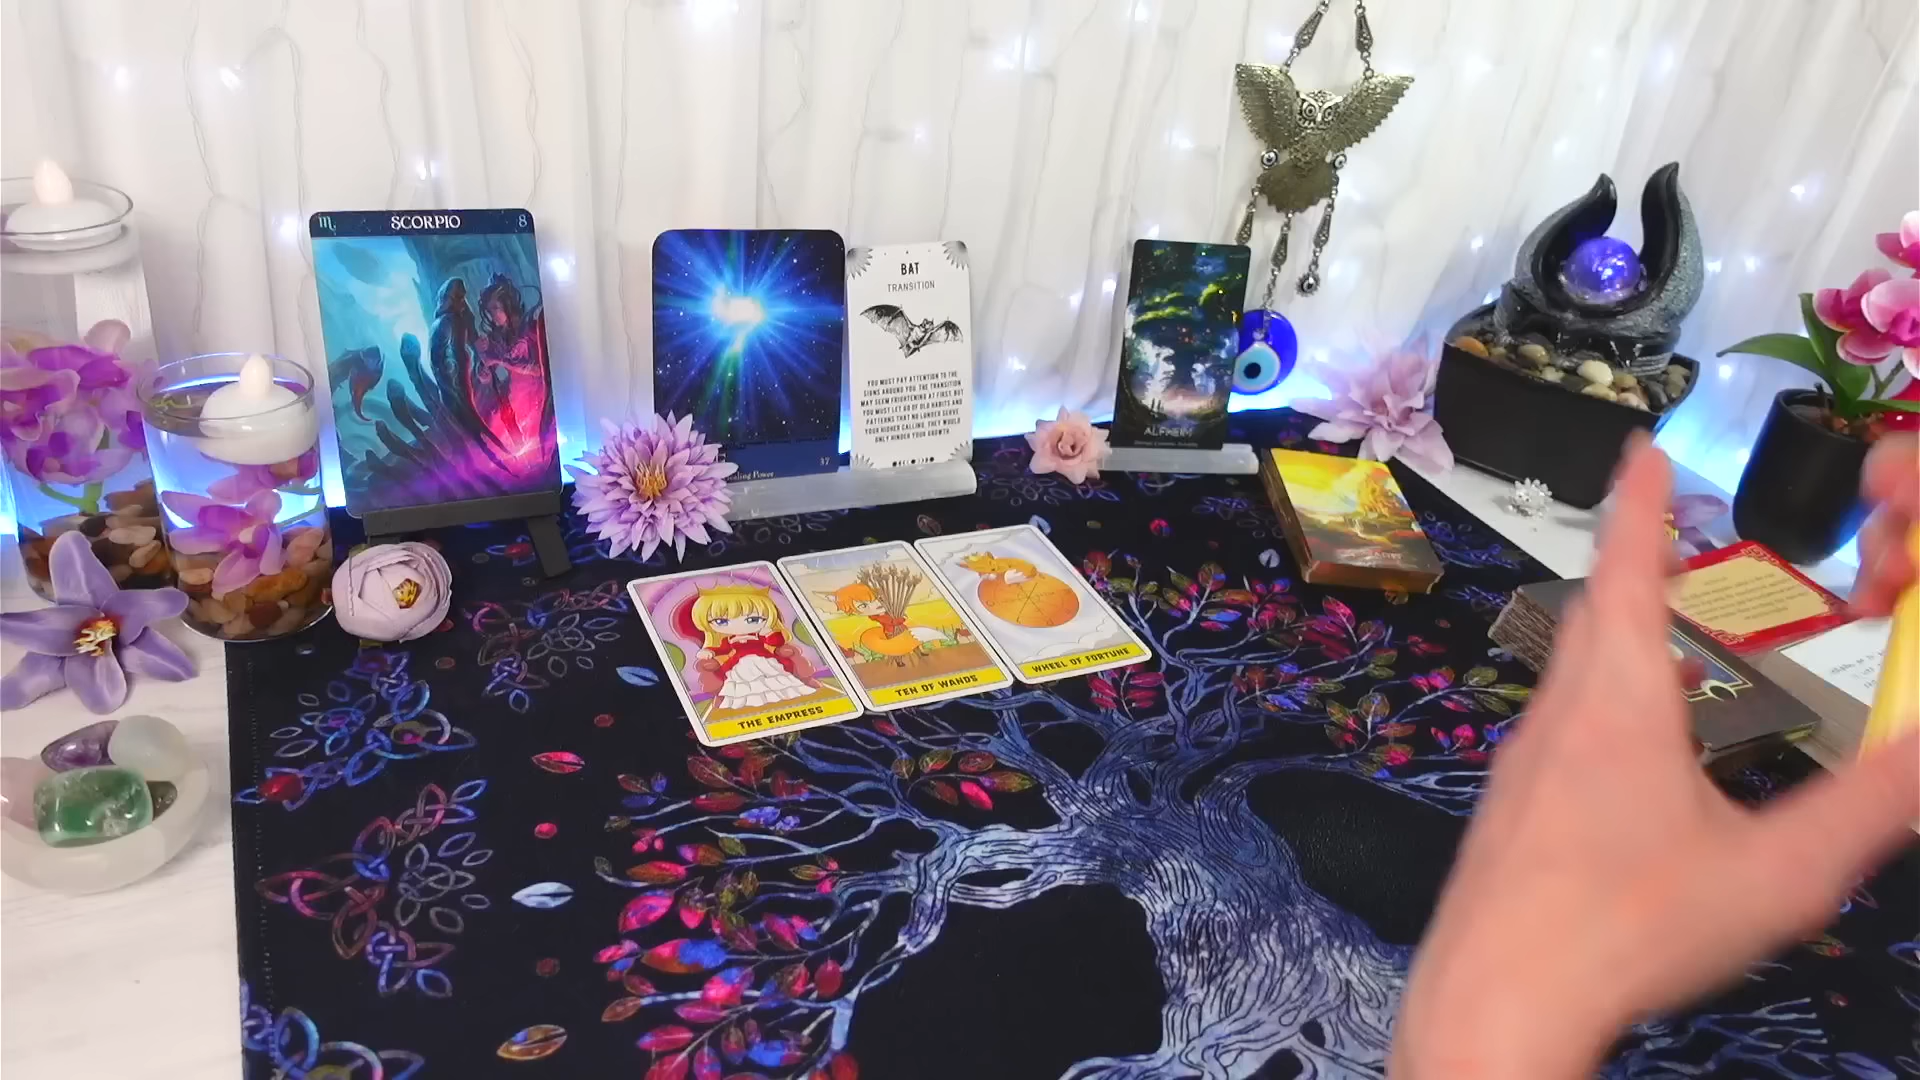 ♏ SCORPIO 8
BAT
TRANSITION
YOU MUST PAY ATTENTION TO THE
SIGNS AROUND YOU THE TRANSITION
MAY SEEM FRIGHTENING AT FIRST, BUT
YOU MUST LET GO OF OLD HABITS AND
PATTERNS THAT NO LONGER SERVE
YOUR HIGHER CALLING, THEY WOULD
ONLY HINDER YOUR GROWTH
37
ealing Power
ALFHEIM
THE EMPRESS
TEN OF WANDS
WHEEL OF FORTUNE